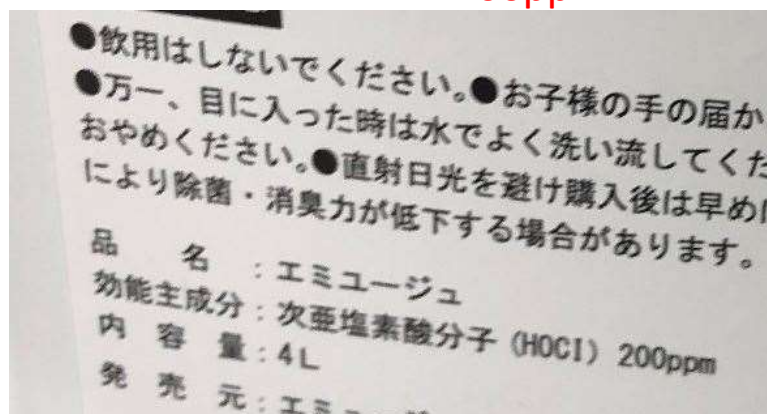 ●飲用はしないでください。●お子様の手の届か
●万一、目に入った時は水でよく洗い流してくだ
おやめください。●直射日光を避け購入後は早め
により除菌・消臭力が低下する場合があります。
品 名 : エミュージュ
効能主成分 : 次亜塩素酸分子 (HOCI) 200ppm
内 容 量 : 4L
発 売 元 : エミュ